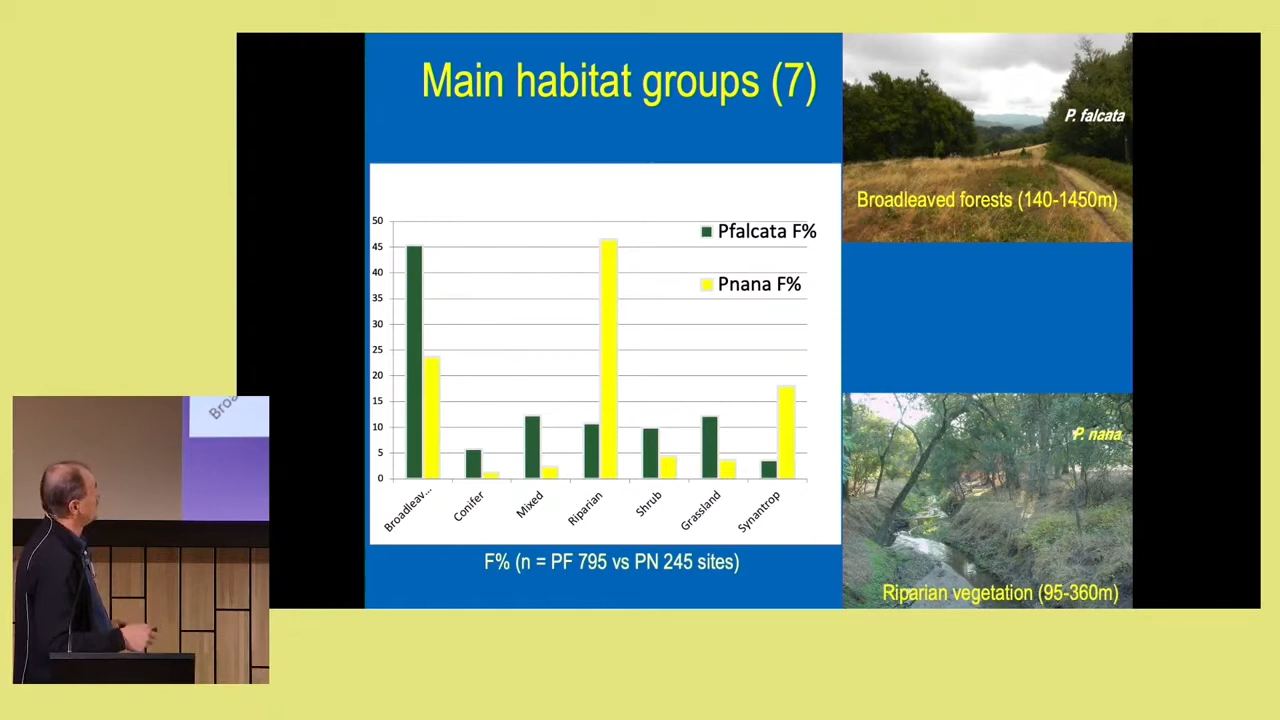 Main habitat groups (7)
50
45
40
35
30
25
20
15
10
5
0
Pfalcata F%
Pnana F%
Broadleav...
Conifer
Mixed
Riparian
Shrub
Grassland
Synantrop
F% (n = PF 795 vs PN 245 sites)
P. falcata
Broadleaved forests (140-1450m)
P. nana
Riparian vegetation (95-360m)
Broa